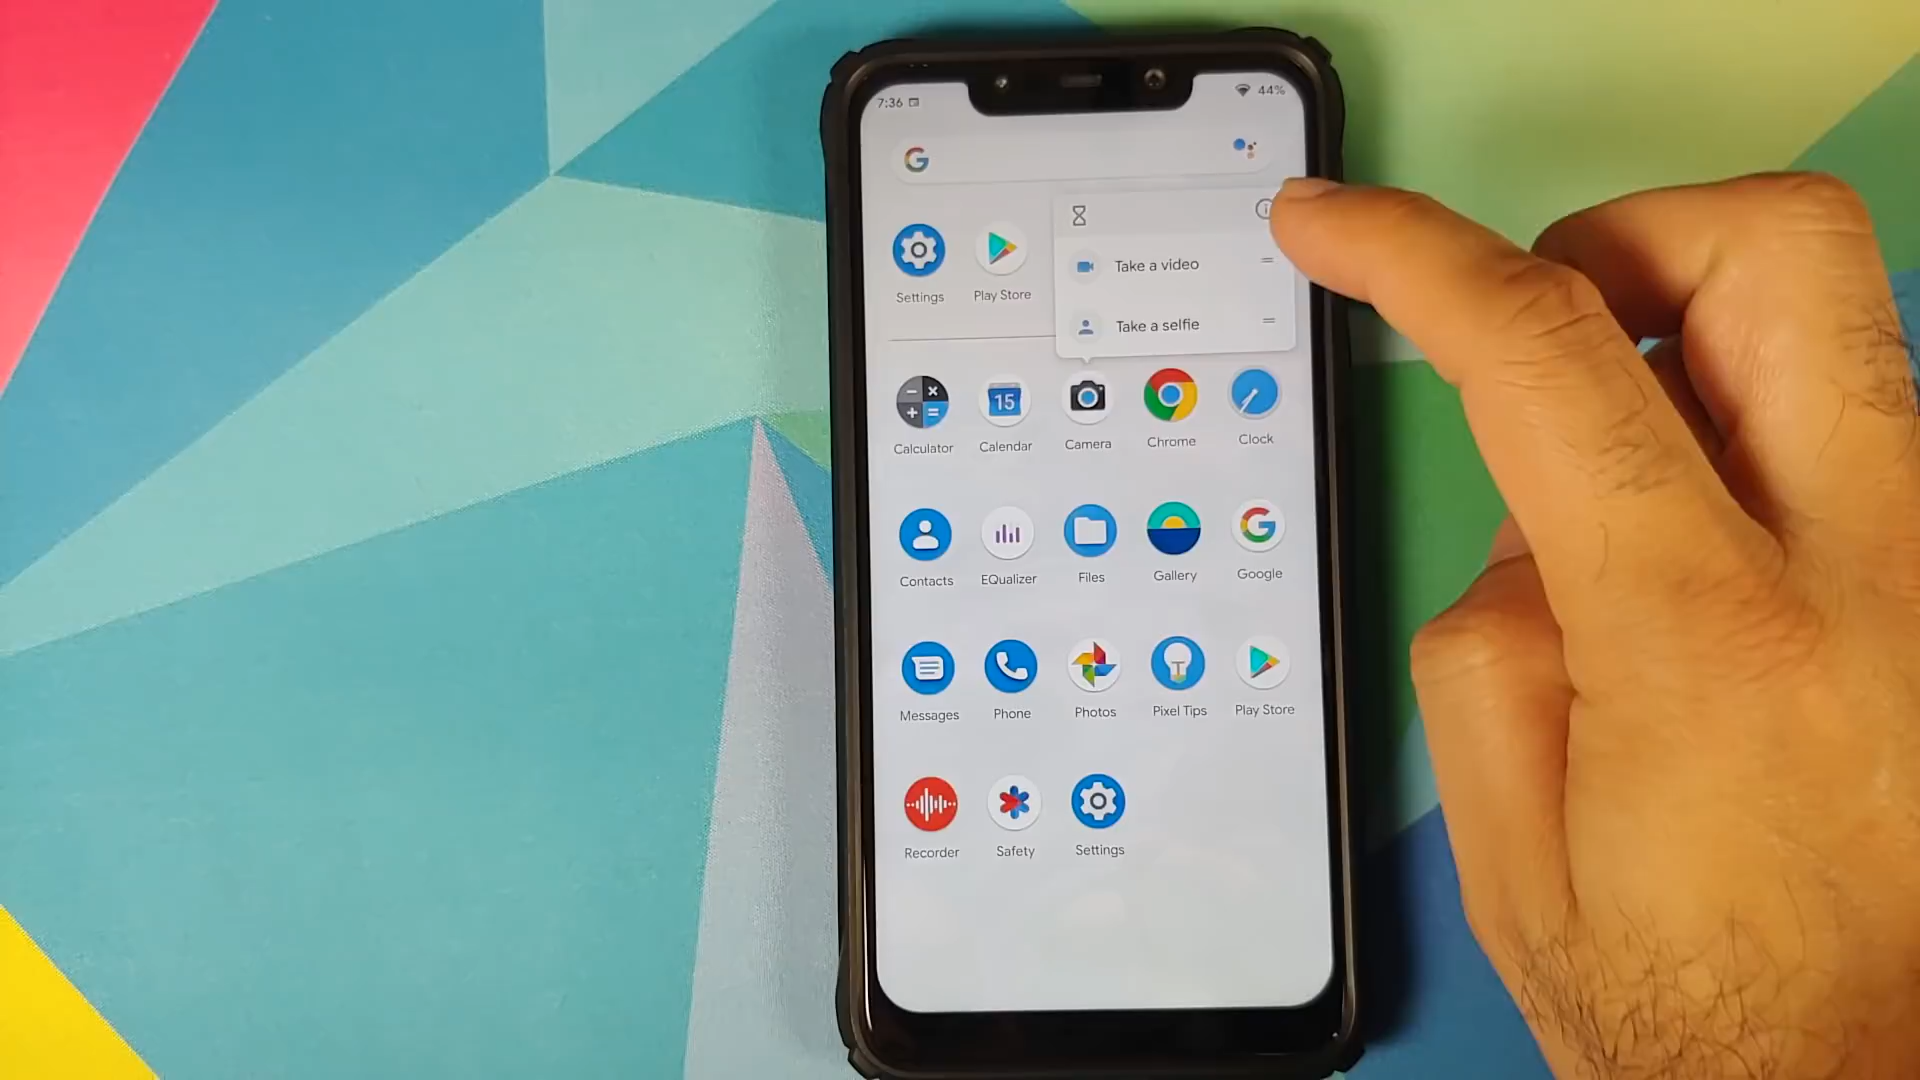 7:36
44%
Settings Play Store
Take a video
Take a selfie
15
Calculator Calendar Camera Chrome Clock
Contacts EQualizer Files Gallery Google
Messages Phone Photos Pixel Tips Play Store
Recorder Safety Settings